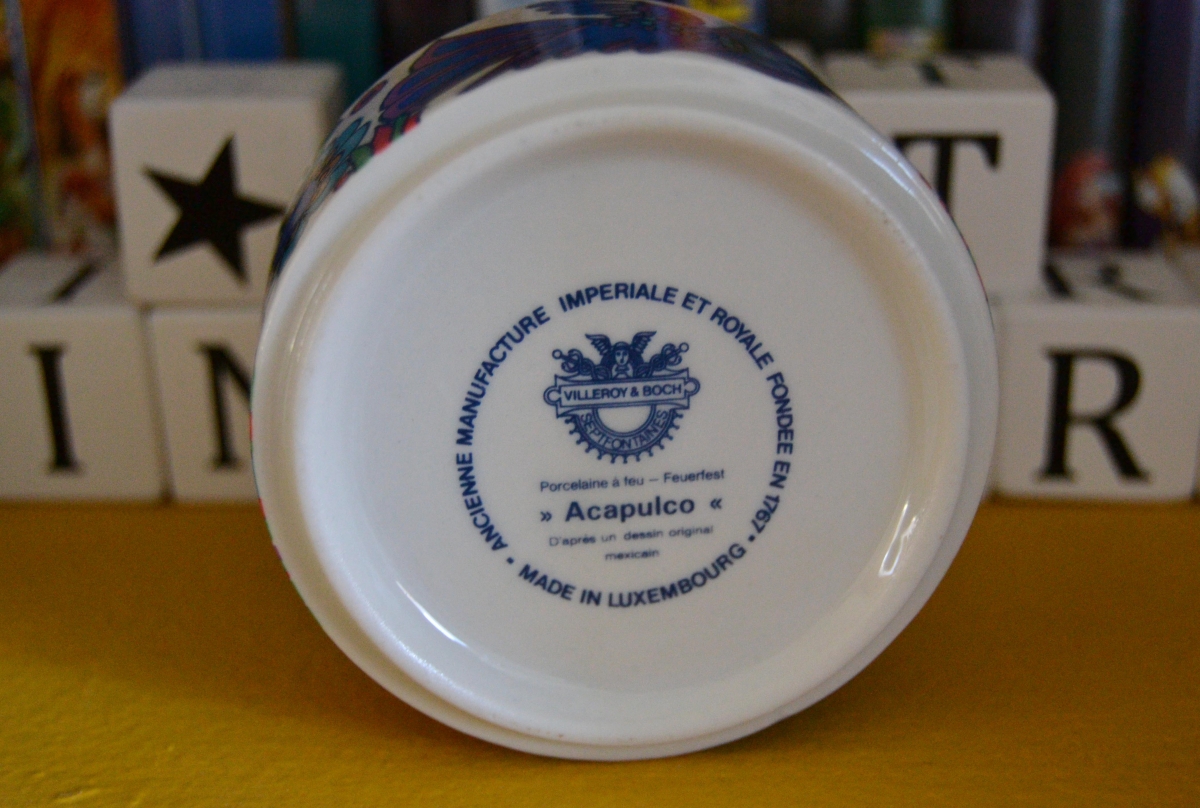 ANCIENNE MANUFACTURE IMPERIALE ET ROYALE FONDÉE EN 1767 • MADE IN LUXEMBOURG •
VILLEROY & BOCH
SEPTFONTAINES
Porcelaine à feu – Feuerfest
» Acapulco «
D'après un dessin original
mexicain
T
I
N
R
R